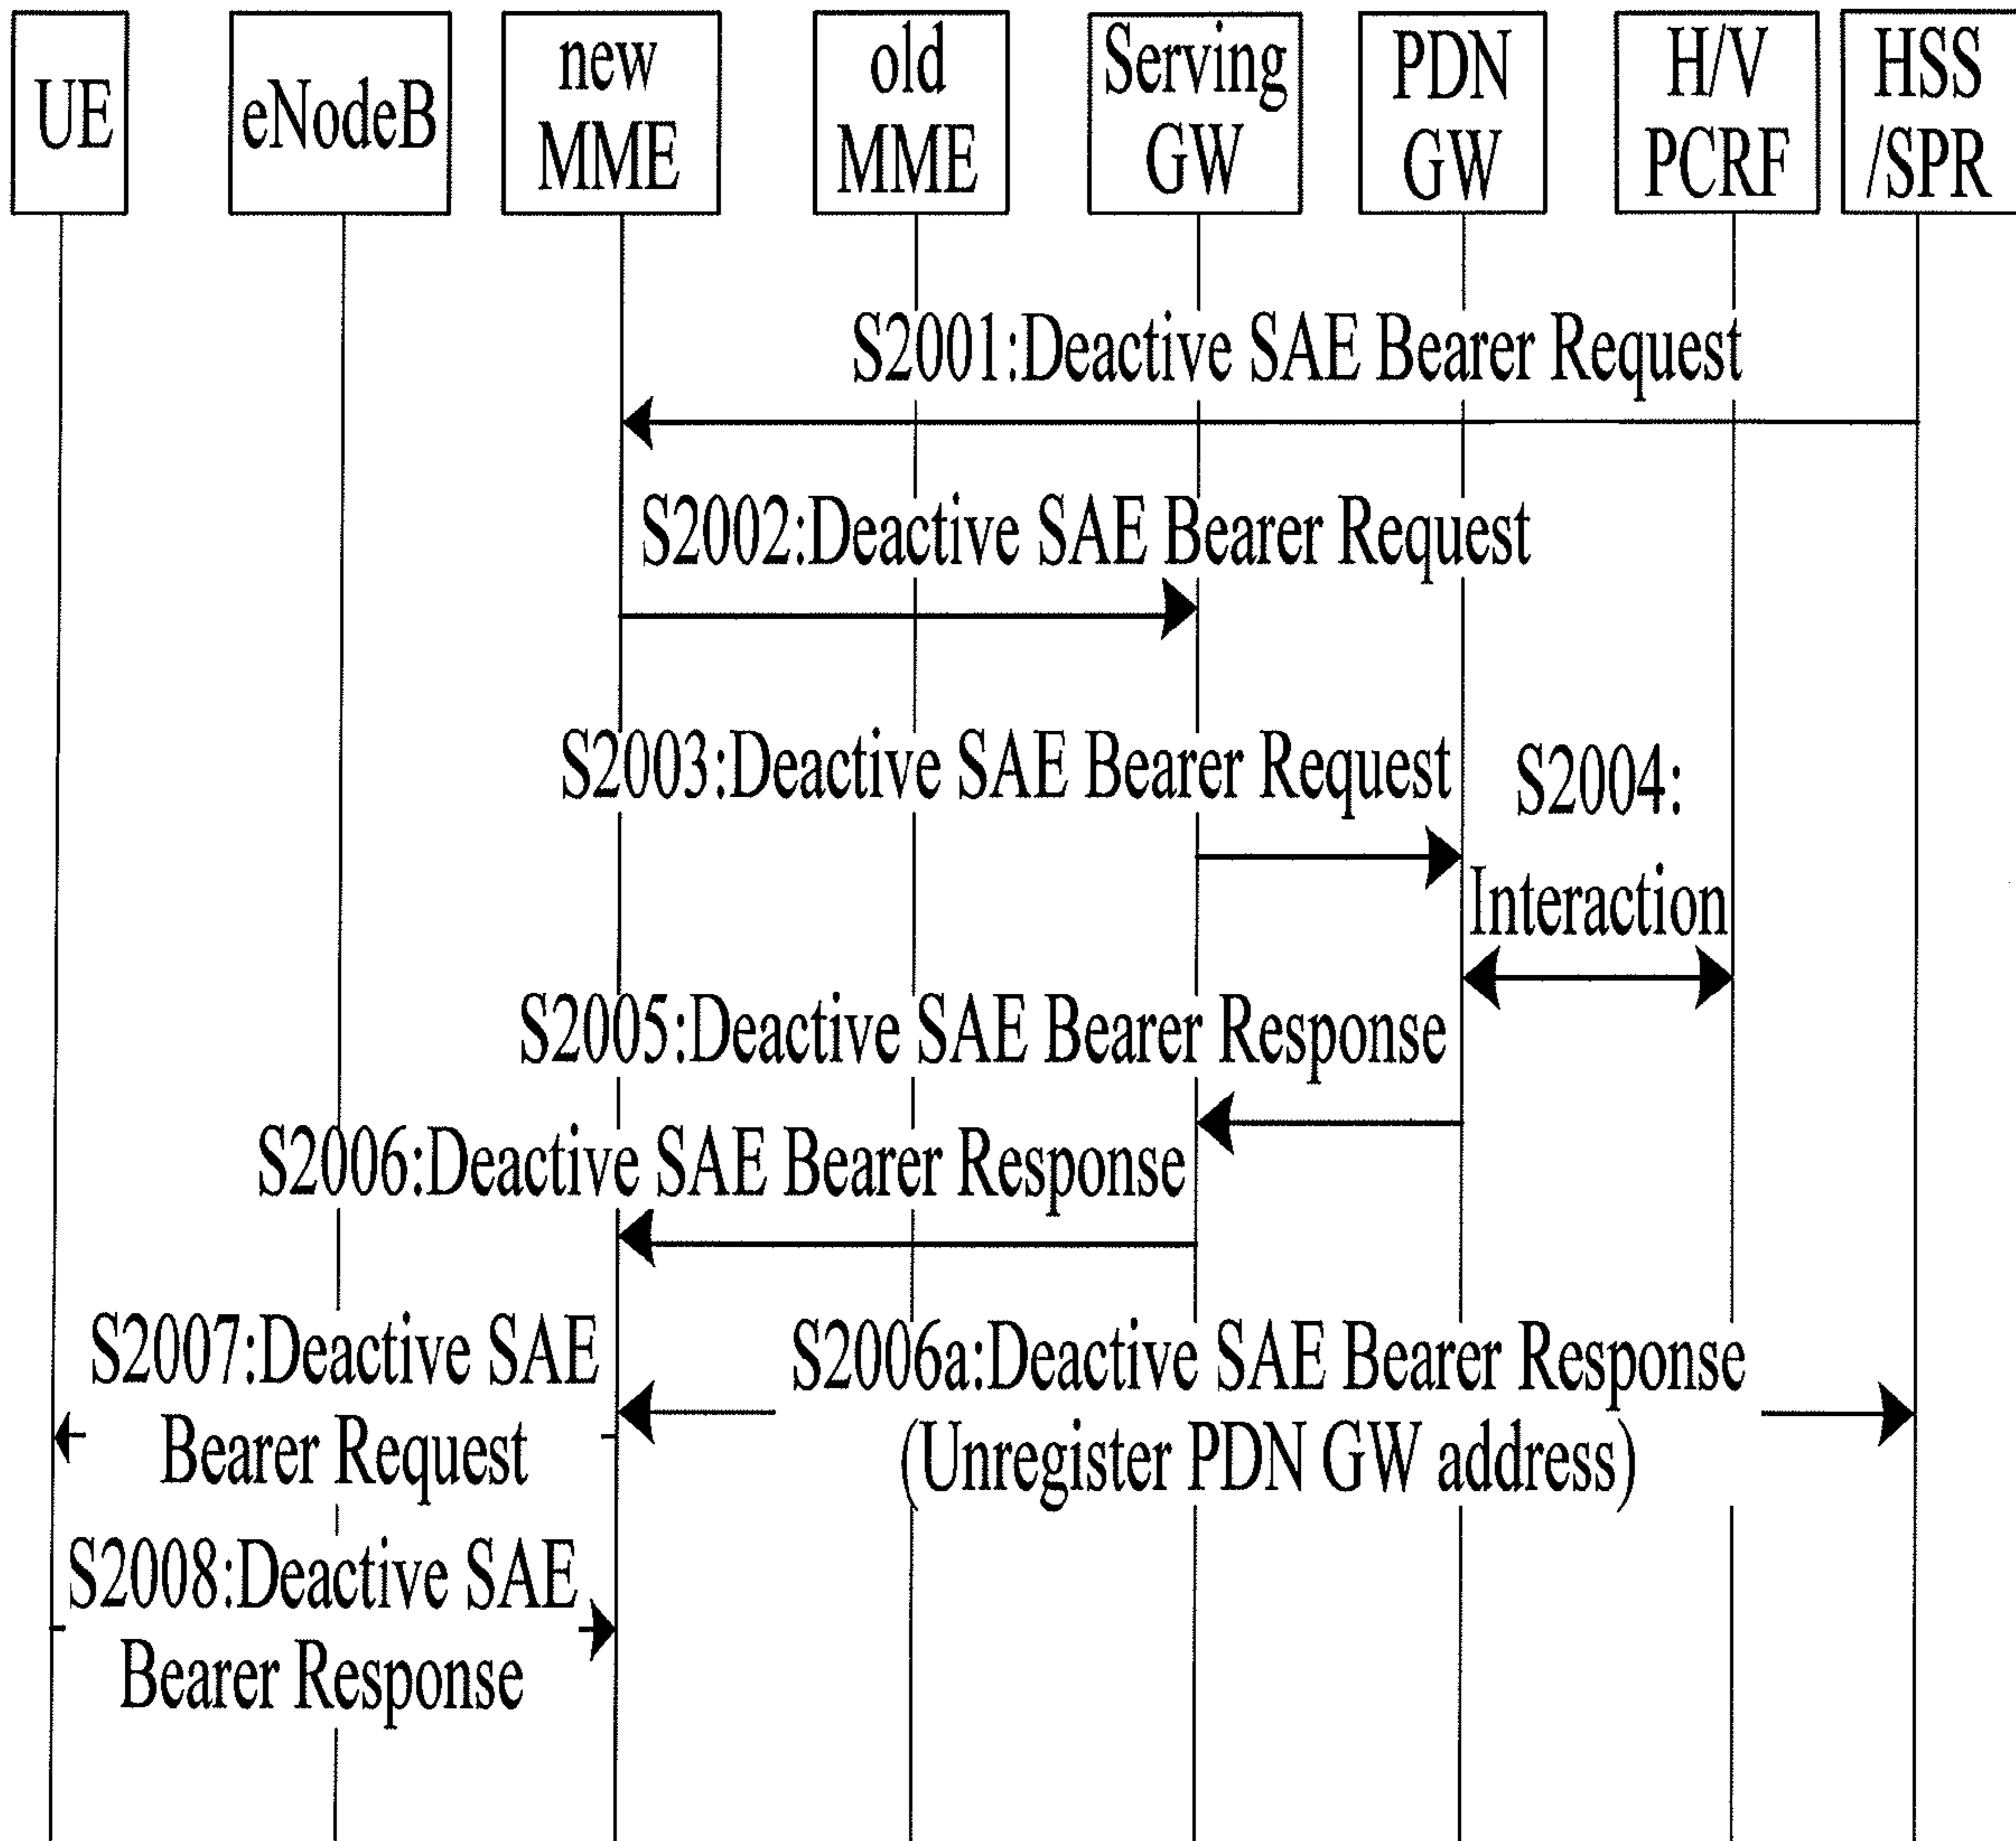 UE
eNodeB
new
MME
old
MME
Serving
GW
PDN
GW
H/V
PCRF
HSS
/SPR
S2001:Deactive SAE Bearer Request
S2002:Deactive SAE Bearer Request
S2003:Deactive SAE Bearer Request
S2004:
Interaction
S2005:Deactive SAE Bearer Response
S2006:Deactive SAE Bearer Response
S2007:Deactive SAE
Bearer Request
S2006a:Deactive SAE Bearer Response
(Unregister PDN GW address)
S2008:Deactive SAE
Bearer Response